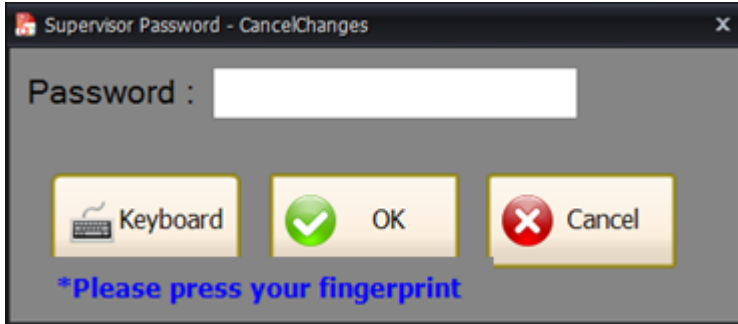 Supervisor Password - CancelChanges x
Password :
Keyboard OK Cancel
*Please press your fingerprint